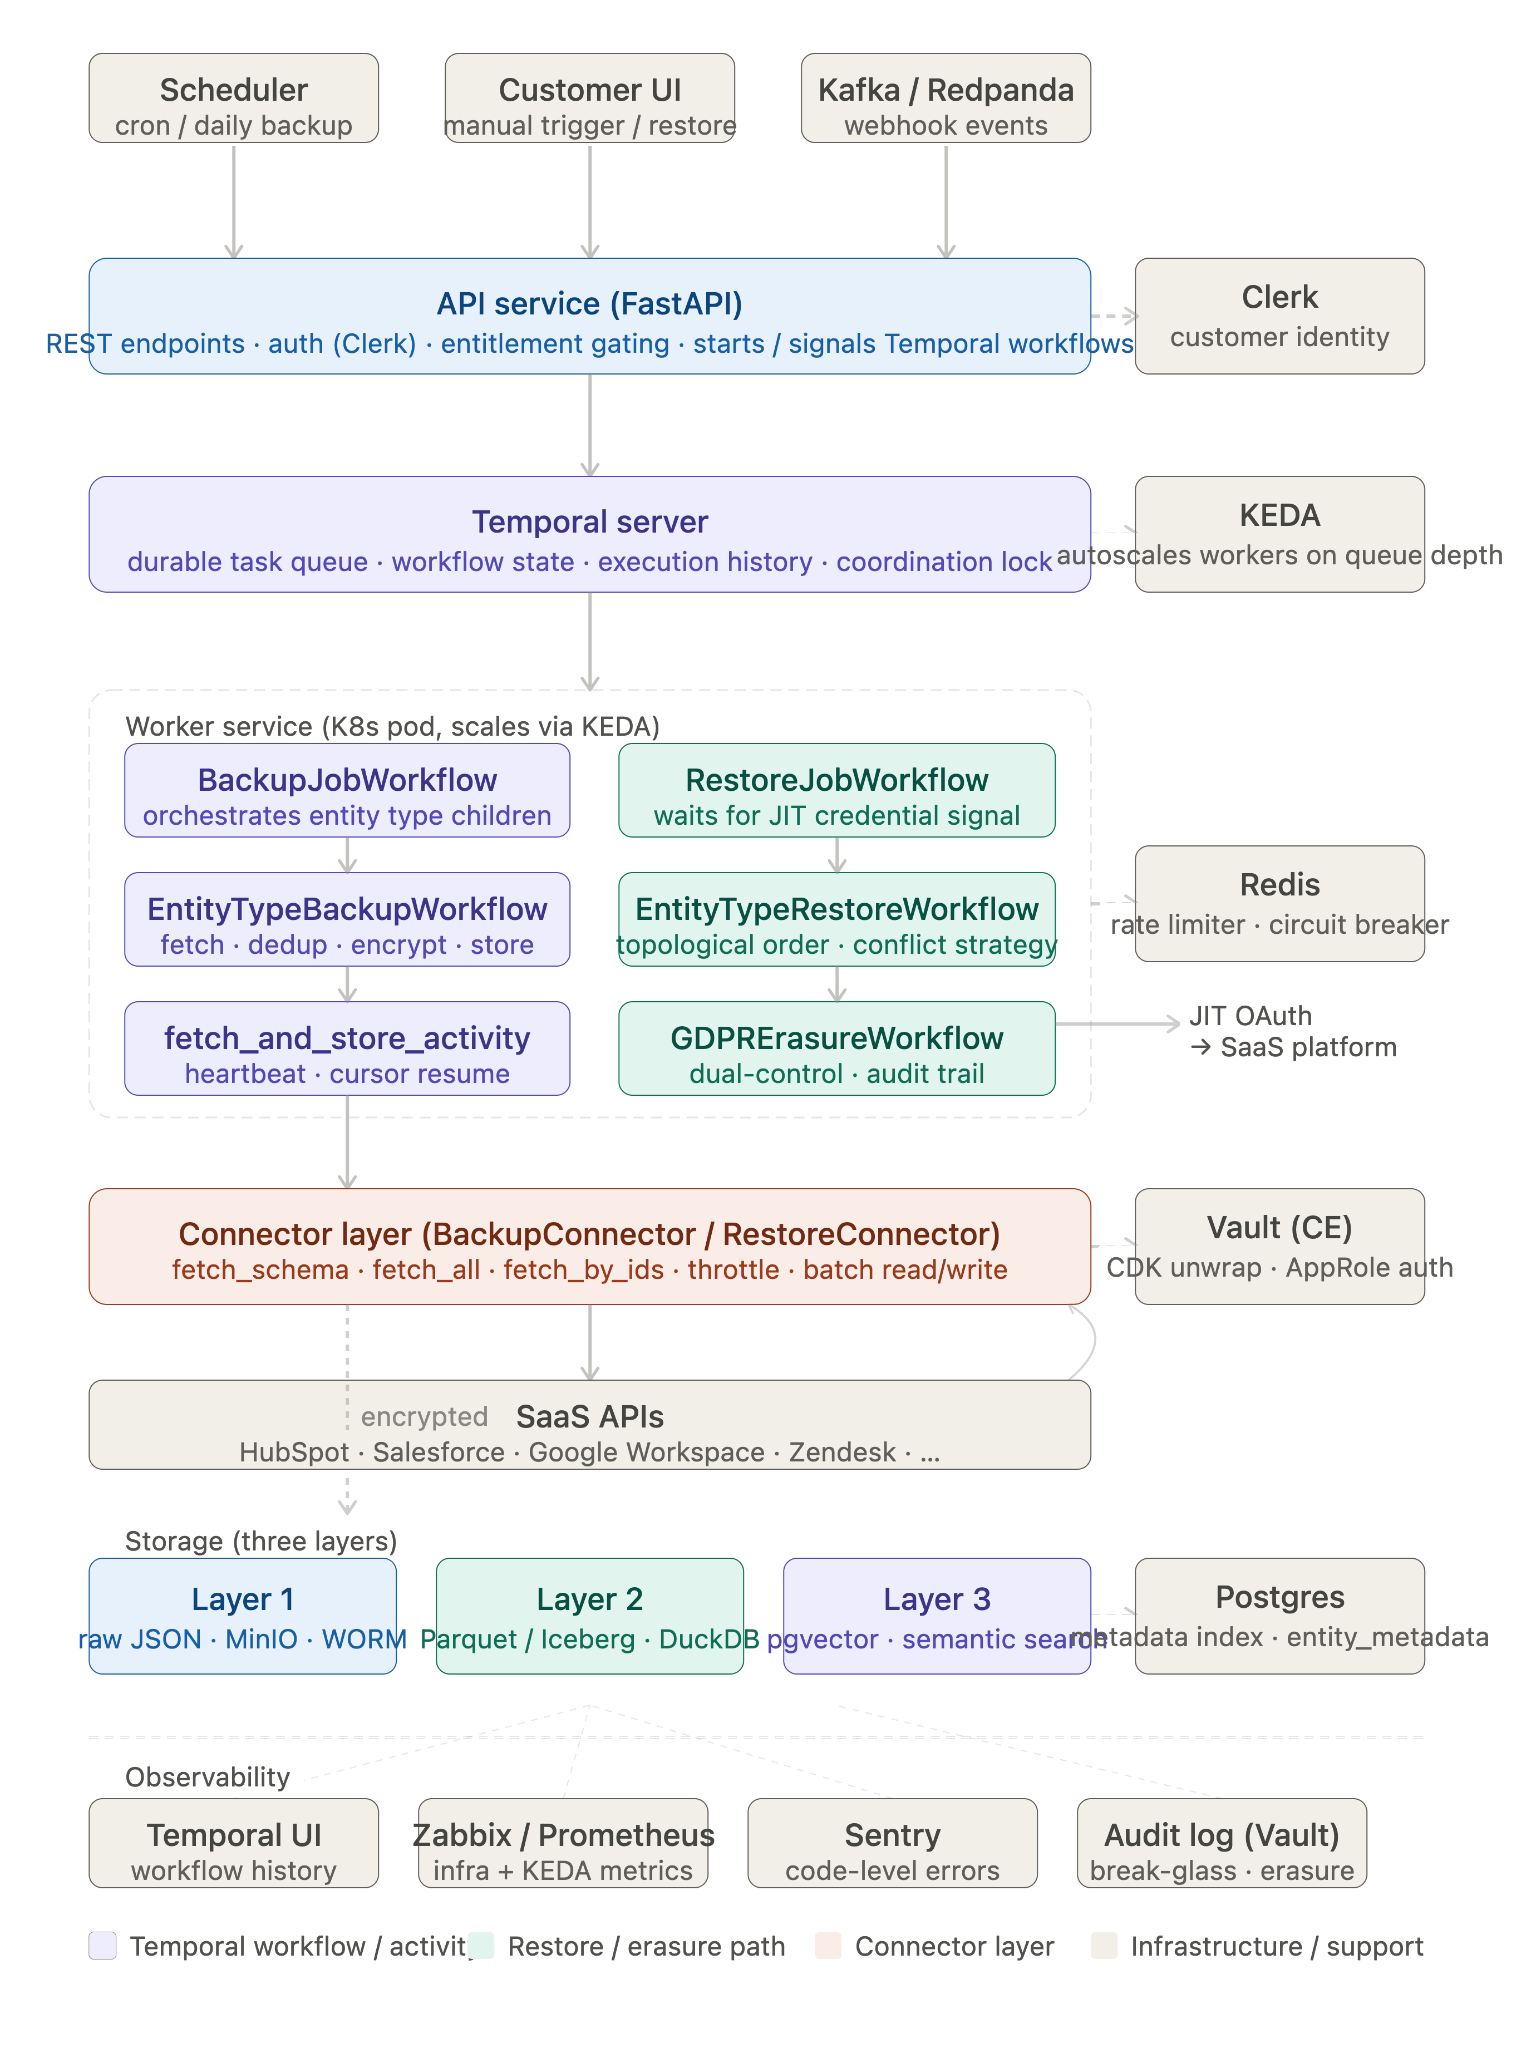 Scheduler
cron / daily backup
Customer UI
manual trigger / restore
Kafka / Redpanda
webhook events
API service (FastAPI)
REST endpoints · auth (Clerk) · entitlement gating · starts / signals Temporal workflows
Clerk
customer identity
Temporal server
durable task queue · workflow state · execution history · coordination lock
KEDA
autoscales workers on queue depth
Worker service (K8s pod, scales via KEDA)
BackupJobWorkflow
orchestrates entity type children
RestoreJobWorkflow
waits for JIT credential signal
EntityTypeBackupWorkflow
fetch · dedup · encrypt · store
EntityTypeRestoreWorkflow
topological order · conflict strategy
Redis
rate limiter · circuit breaker
fetch_and_store_activity
heartbeat · cursor resume
GDPRErasureWorkflow
dual-control · audit trail
JIT OAuth
→ SaaS platform
Connector layer (BackupConnector / RestoreConnector)
fetch_schema · fetch_all · fetch_by_ids · throttle · batch read/write
Vault (CE)
CDK unwrap · AppRole auth
encrypted
SaaS APIs
HubSpot · Salesforce · Google Workspace · Zendesk · ...
Storage (three layers)
Layer 1
raw JSON · MinIO · WORM
Layer 2
Parquet / Iceberg · DuckDB
Layer 3
pgvector · semantic search
Postgres
metadata index · entity_metadata
Observability
Temporal UI
workflow history
Zabbix / Prometheus
infra + KEDA metrics
Sentry
code-level errors
Audit log (Vault)
break-glass · erasure
Temporal workflow / activity
Restore / erasure path
Connector layer
Infrastructure / support